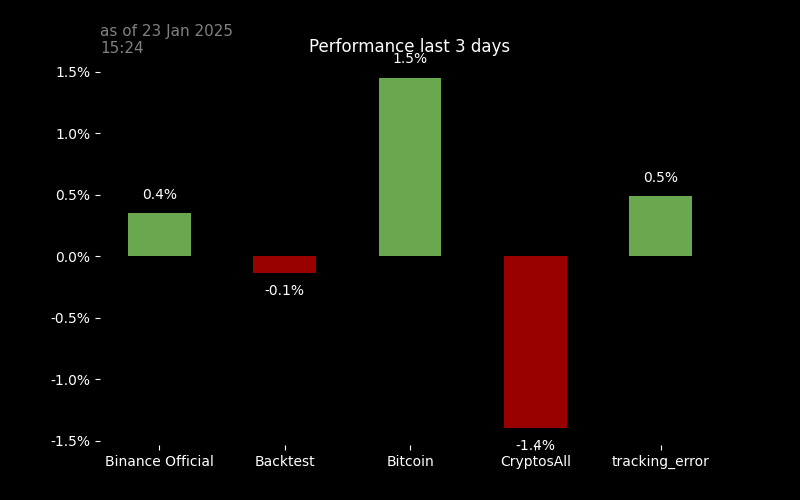 as of 23 Jan 2025
15:24
Performance last 3 days
1.5%
1.5%
1.0%
0.5%
0.0%
-0.5%
-1.0%
-1.5%
0.4%
-0.1%
0.5%
-1.4%
Binance Official
Backtest
Bitcoin
CryptosAll
tracking_error